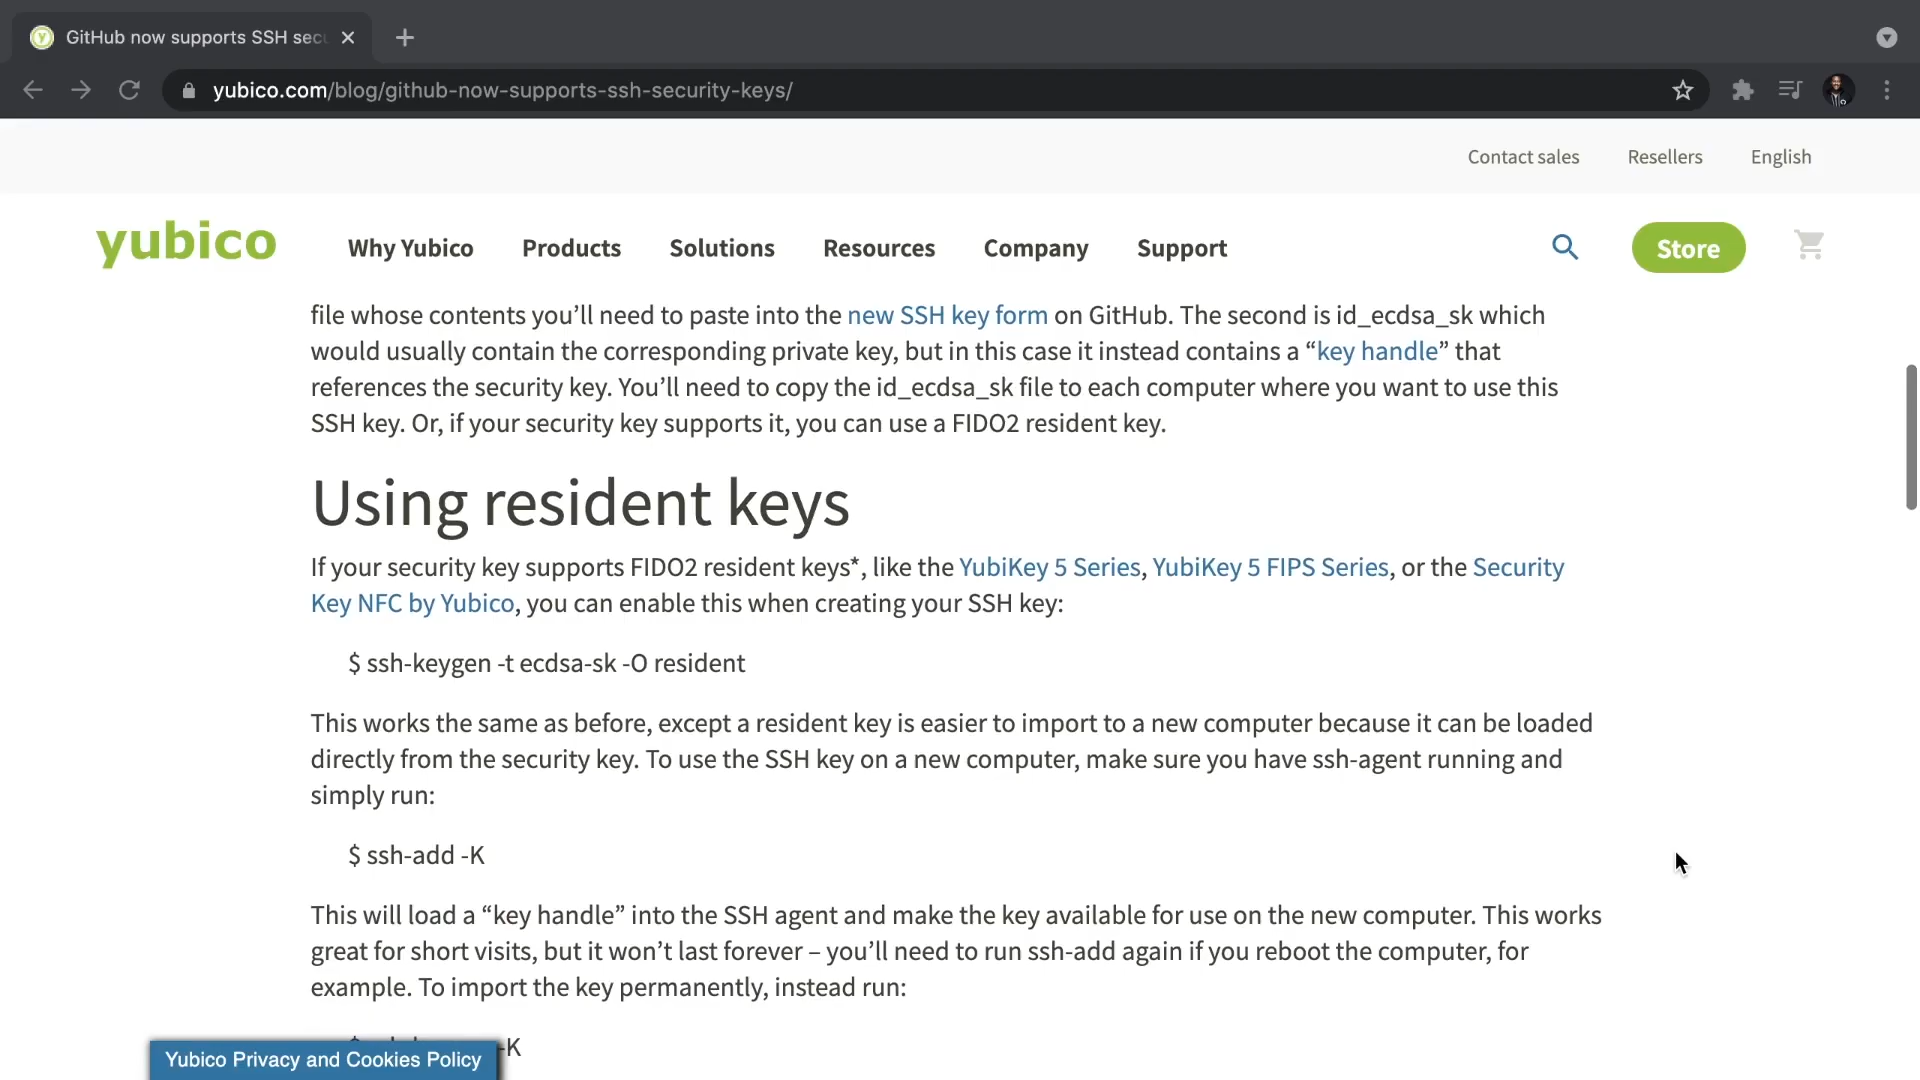 GitHub now supports SSH sec
yubico.com/blog/github-now-supports-ssh-security-keys/
Contact sales Resellers English
yubico Why Yubico Products Solutions Resources Company Support Store
file whose contents you’ll need to paste into the new SSH key form on GitHub. The second is id_ecdsa_sk which
would usually contain the corresponding private key, but in this case it instead contains a “key handle” that
references the security key. You’ll need to copy the id_ecdsa_sk file to each computer where you want to use this
SSH key. Or, if your security key supports it, you can use a FIDO2 resident key.
Using resident keys
If your security key supports FIDO2 resident keys*, like the YubiKey 5 Series, YubiKey 5 FIPS Series, or the Security
Key NFC by Yubico, you can enable this when creating your SSH key:
$ ssh-keygen -t ecdsa-sk -O resident
This works the same as before, except a resident key is easier to import to a new computer because it can be loaded
directly from the security key. To use the SSH key on a new computer, make sure you have ssh-agent running and
simply run:
$ ssh-add -K
This will load a “key handle” into the SSH agent and make the key available for use on the new computer. This works
great for short visits, but it won’t last forever – you’ll need to run ssh-add again if you reboot the computer, for
example. To import the key permanently, instead run:
-K
Yubico Privacy and Cookies Policy